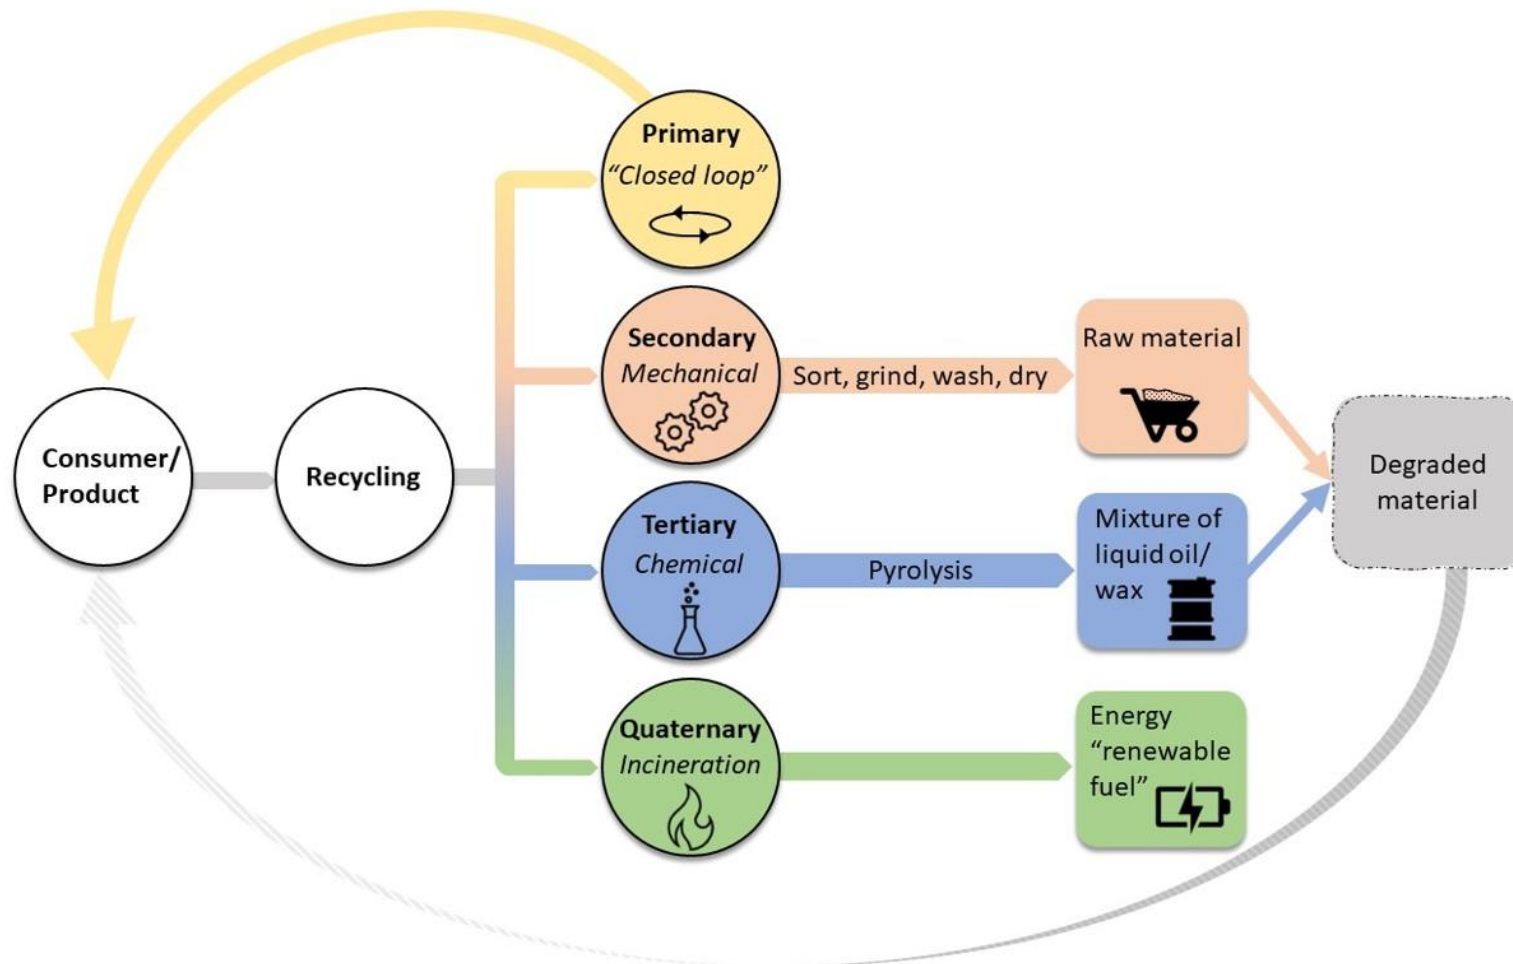 Primary
“Closed loop”
Secondary
Mechanical
Sort, grind, wash, dry
Raw material
Consumer/
Product
Recycling
Degraded
material
Tertiary
Chemical
Pyrolysis
Mixture of
liquid oil/
wax
Quaternary
Incineration
Energy
“renewable
fuel”